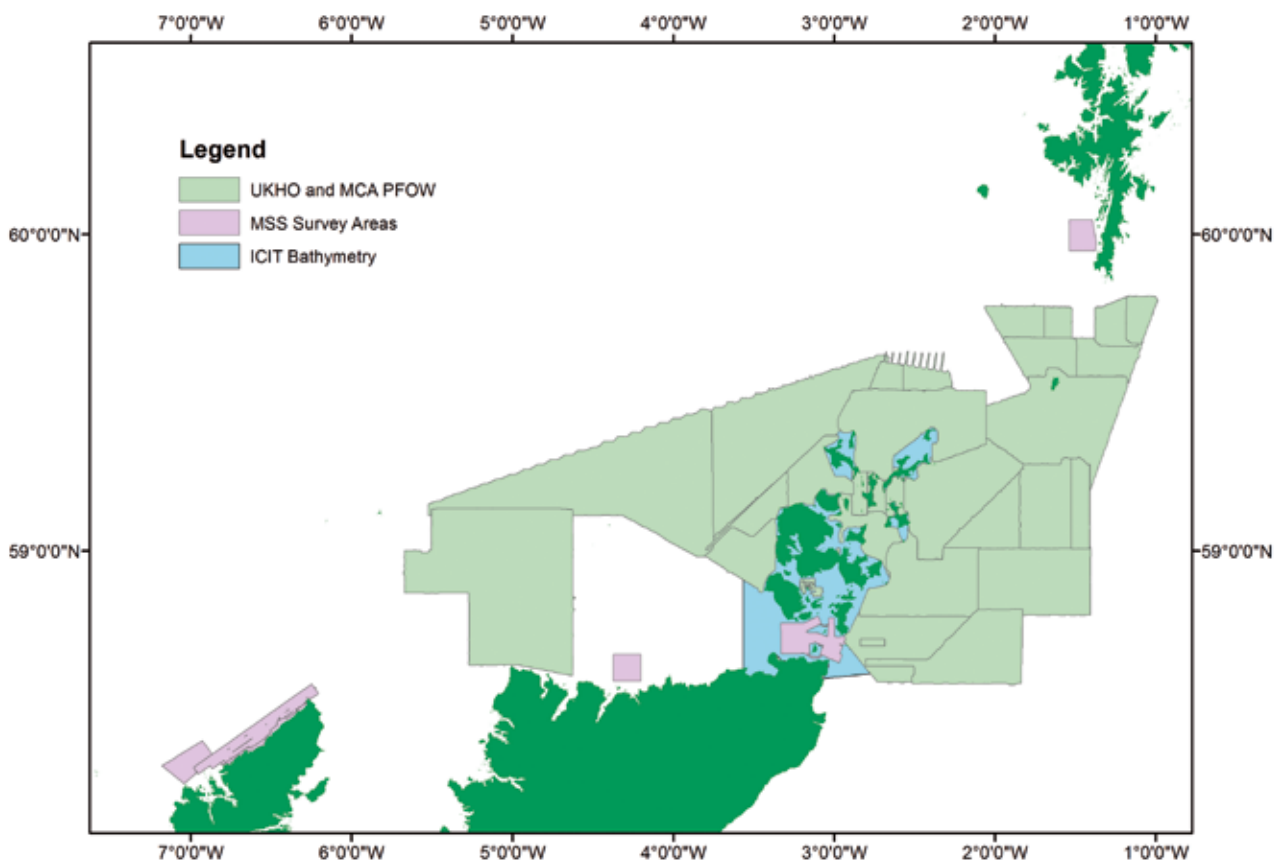 7°0'0"W 6°0'0"W 5°0'0"W 4°0'0"W 3°0'0"W 2°0'0"W 1°0'0"W
Legend
UKHO and MCA PFOW
MSS Survey Areas
ICIT Bathymetry
60°0'0"N 60°0'0"N
59°0'0"N 59°0'0"N
7°0'0"W 6°0'0"W 5°0'0"W 4°0'0"W 3°0'0"W 2°0'0"W 1°0'0"W